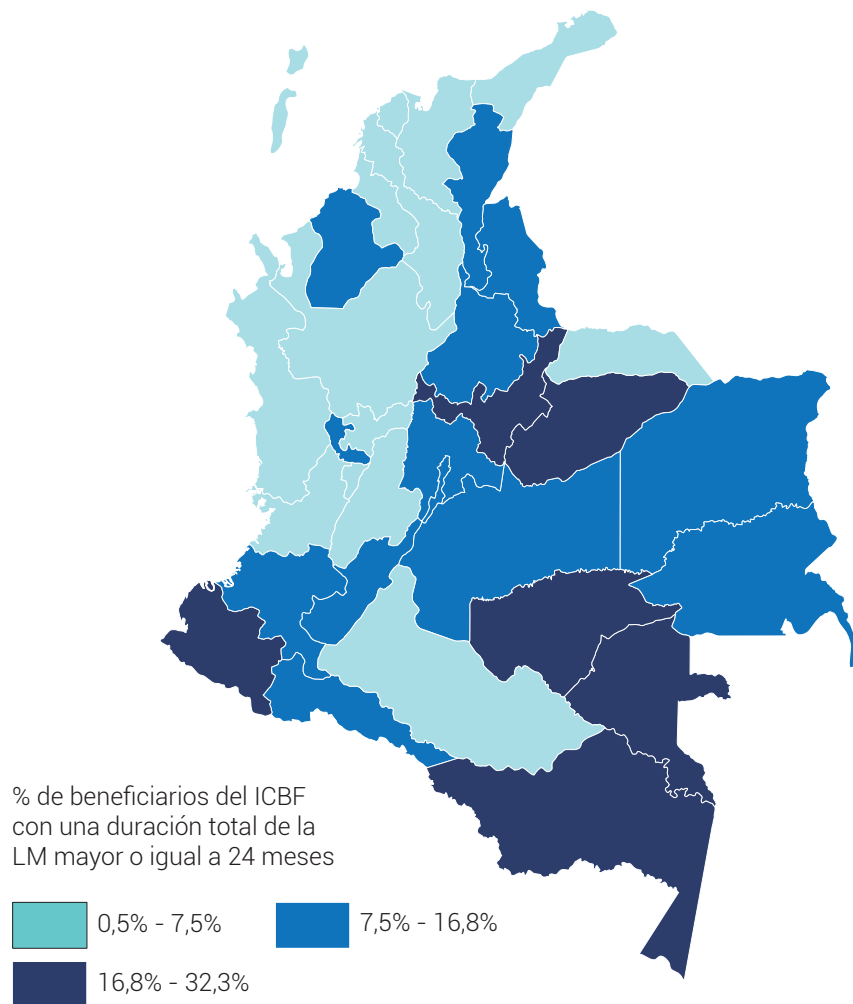 % de beneficiarios del ICBF
con una duración total de la
LM mayor o igual a 24 meses
0,5% - 7,5%
7,5% - 16,8%
16,8% - 32,3%